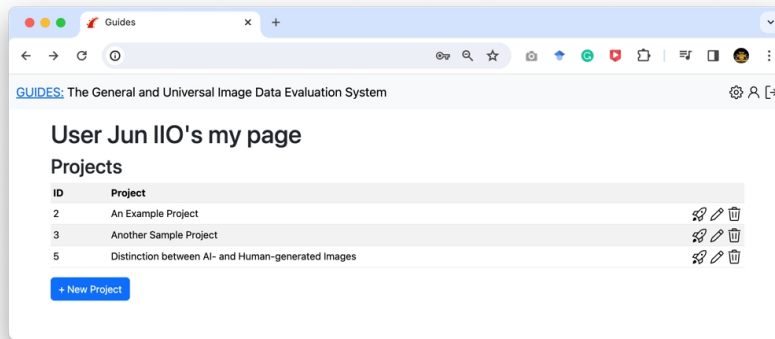 Guides
GUIDES: The General and Universal Image Data Evaluation System
User Jun IIO's my page
Projects
ID Project
2 An Example Project
3 Another Sample Project
5 Distinction between AI- and Human-generated Images
+ New Project